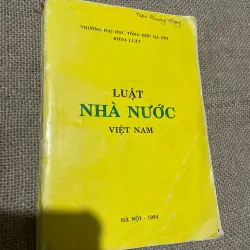 TRƯỜNG ĐẠI HỌC TỔNG HỢP HÀ NỘI
KHOA LUẬT
LUẬT
NHÀ NƯỚC
VIỆT NAM
HÀ NỘI - 1994